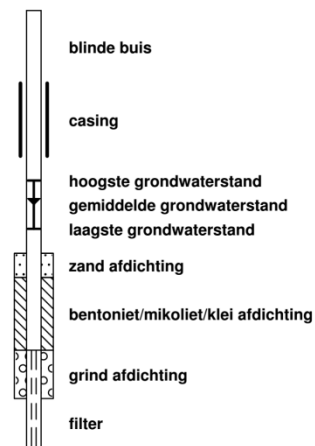 blinde buis
casing
hoogste grondwaterstand
gemiddelde grondwaterstand
laagste grondwaterstand
zand afdichting
bentoniet/mikoliet/klei afdichting
grind afdichting
filter